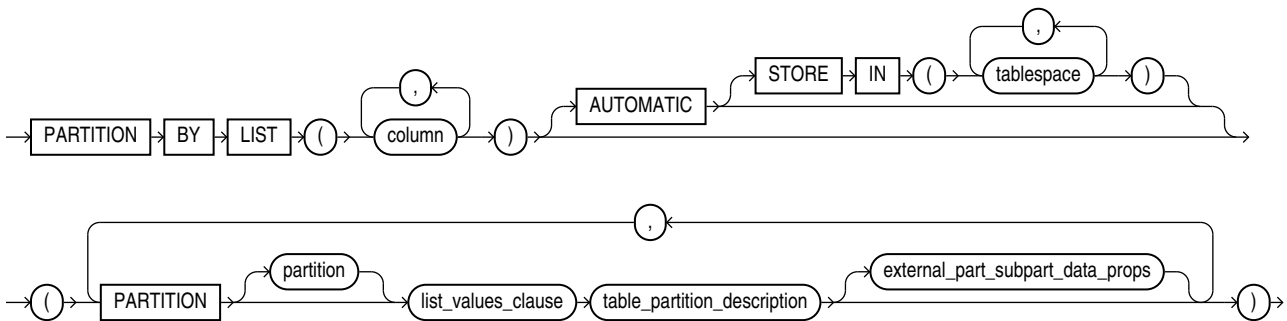 ,
STORE IN ( tablespace )
, AUTOMATIC
PARTITION BY LIST ( column )
,
partition external_part_subpart_data_props
( PARTITION list_values_clause table_partition_description )